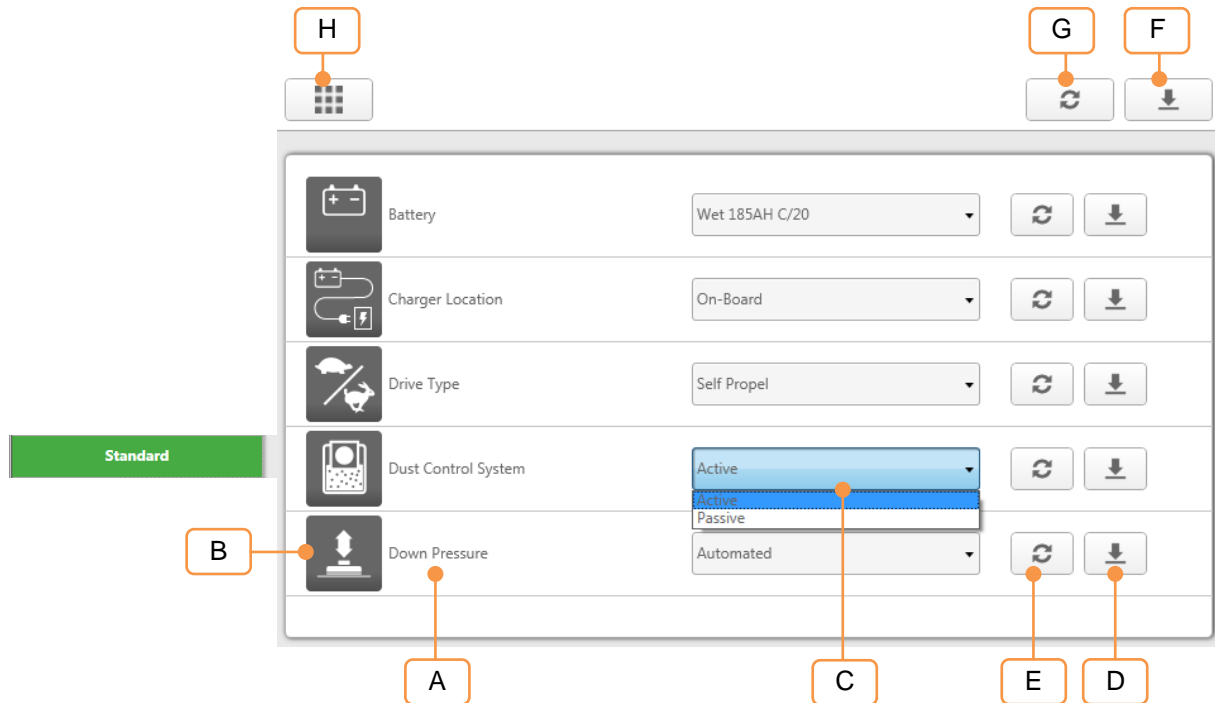 H
G
F
Battery
Wet 185AH C/20
Charger Location
On-Board
Drive Type
Self Propel
Standard
Dust Control System
Active
Active
Passive
B
Down Pressure
Automated
A
C
E
D